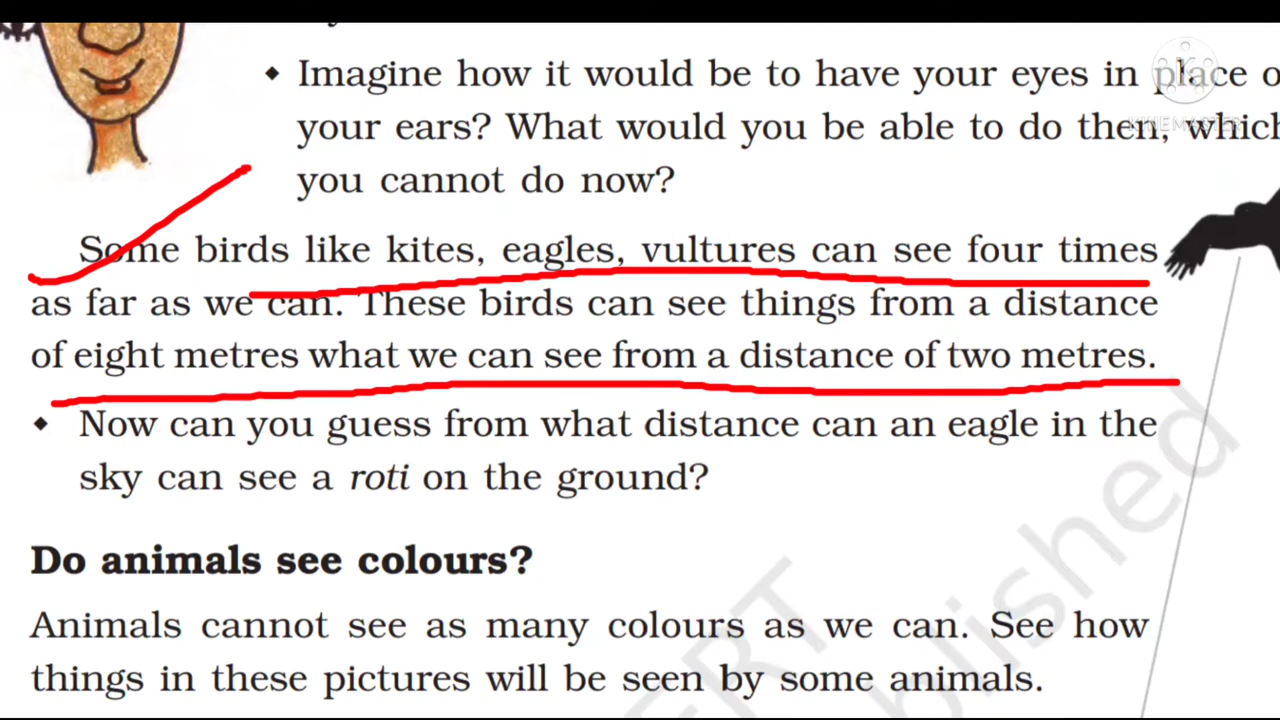 Imagine how it would be to have your eyes in place
your ears? What would you be able to do then, which
you cannot do now?
KINEMASTER
Some birds like kites, eagles, vultures can see four times
as far as we can. These birds can see things from a distance
of eight metres what we can see from a distance of two metres.
Now can you guess from what distance can an eagle in the
sky can see a roti on the ground?
Do animals see colours?
Animals cannot see as many colours as we can. See how
things in these pictures will be seen by some animals.